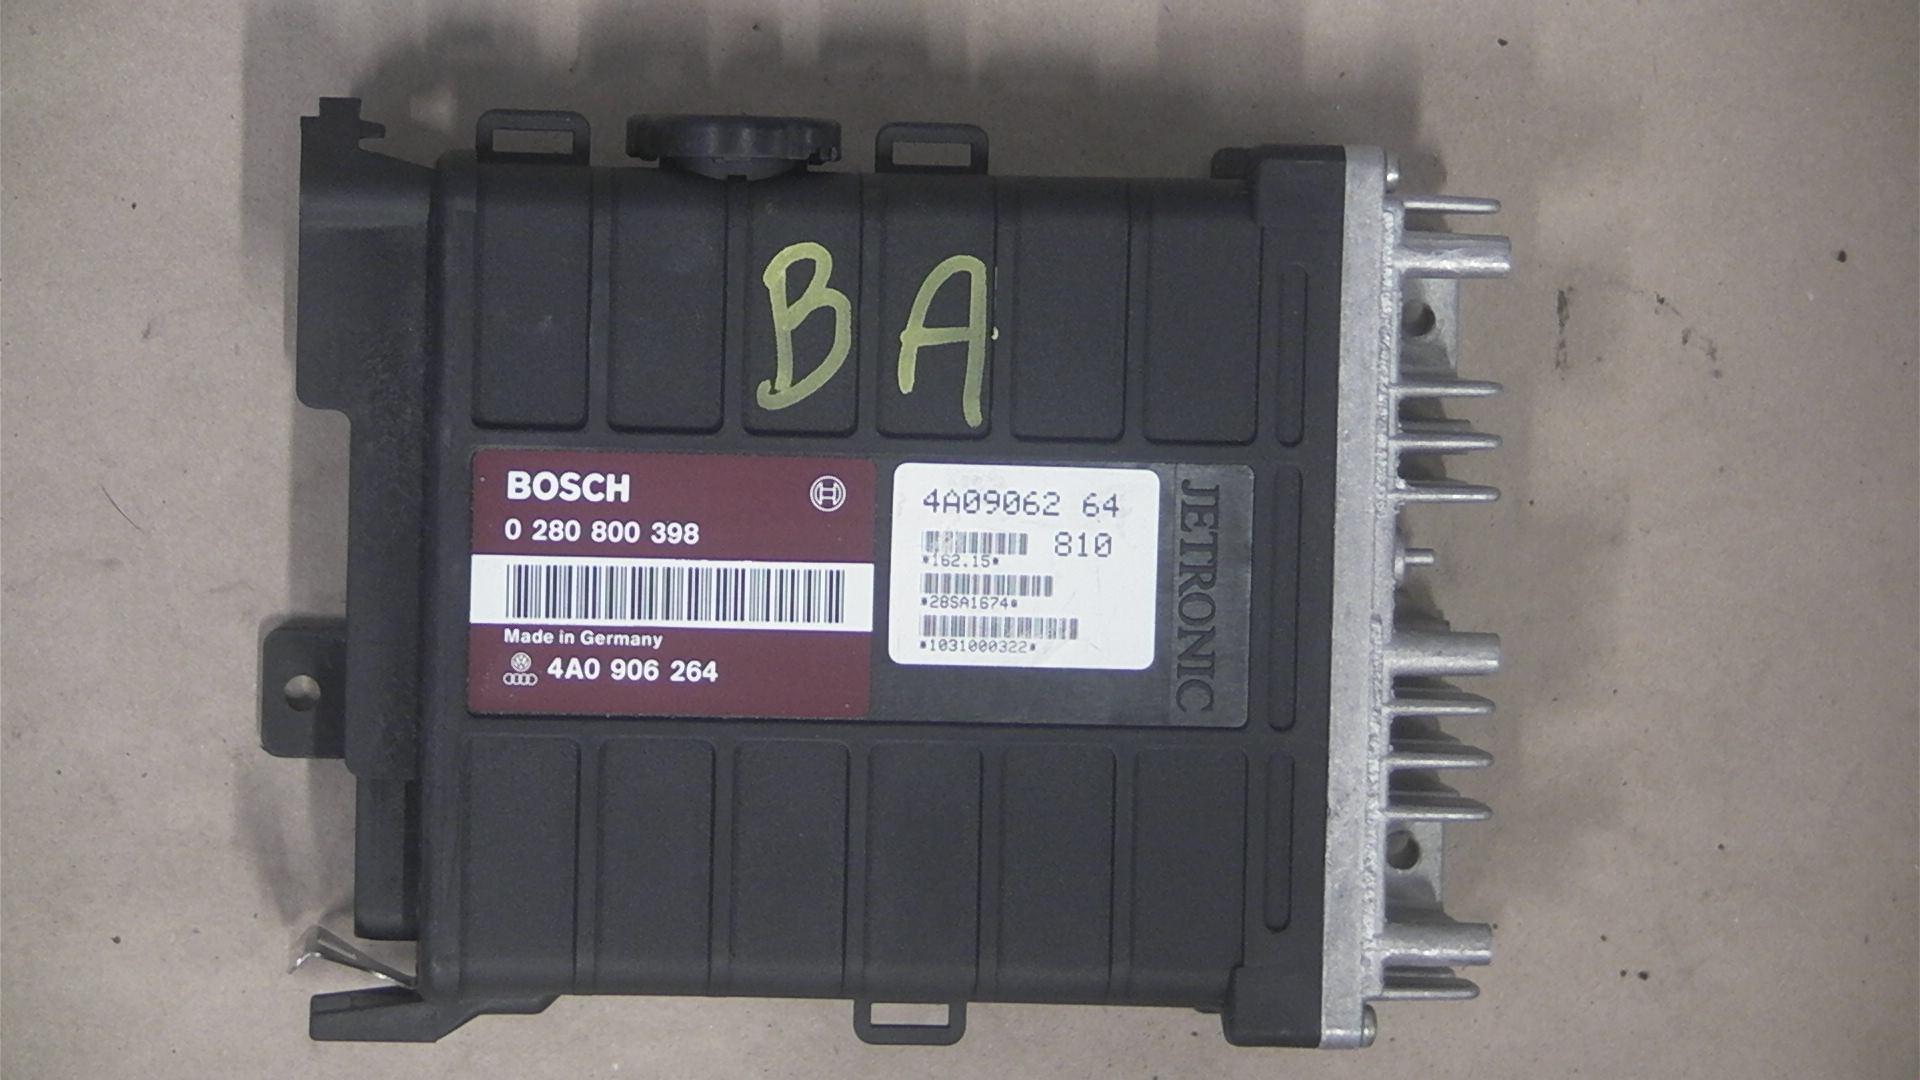 BA
BOSCH
0 280 800 398
Made in Germany
4A0 906 264
4A09062 64
810
*162.15*
*28SA1674*
*1031000322*
JETRONIC